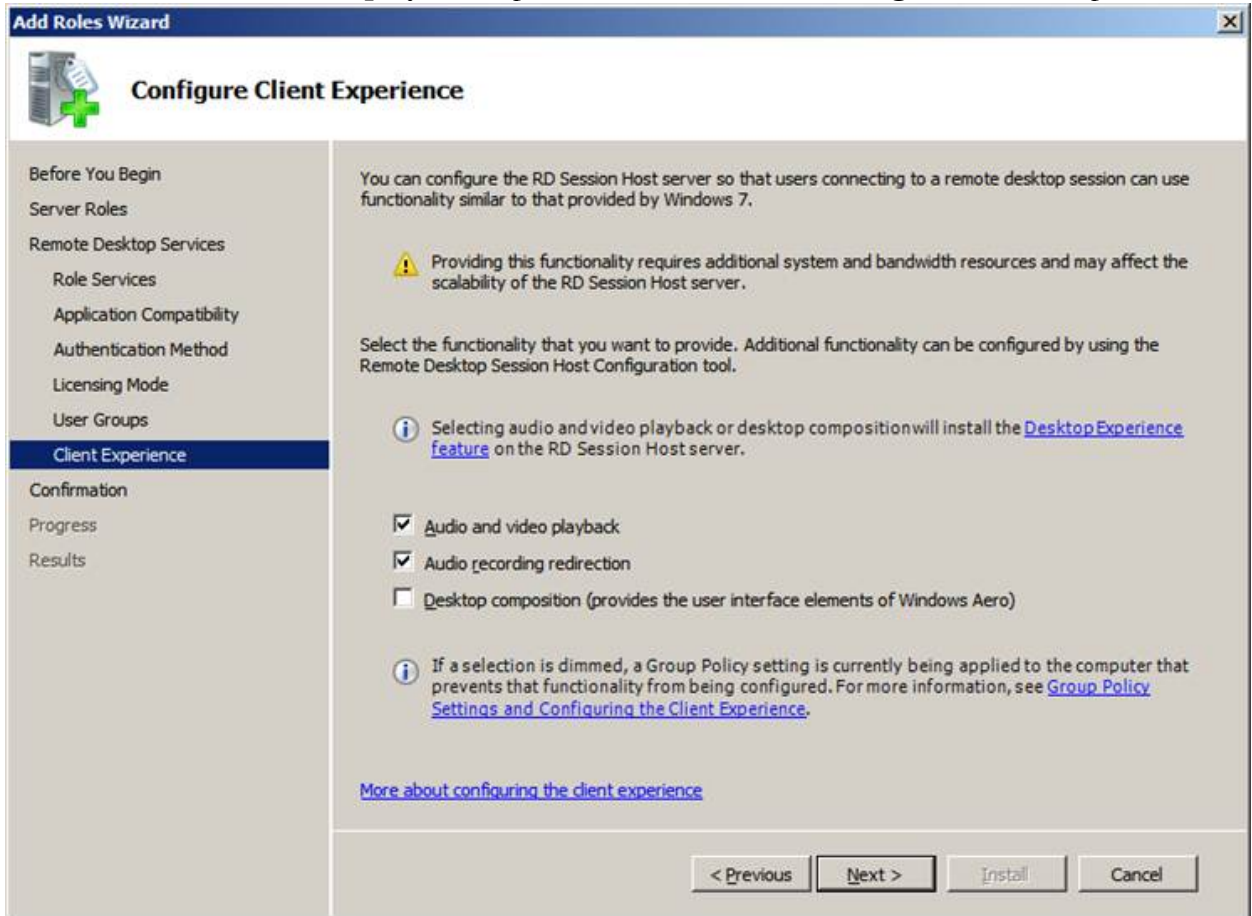 Add Roles Wizard
Configure Client Experience
Before You Begin
Server Roles
Remote Desktop Services
Role Services
Application Compatibility
Authentication Method
Licensing Mode
User Groups
Client Experience
Confirmation
Progress
Results
You can configure the RD Session Host server so that users connecting to a remote desktop session can use
functionality similar to that provided by Windows 7.
Providing this functionality requires additional system and bandwidth resources and may affect the
scalability of the RD Session Host server.
Select the functionality that you want to provide. Additional functionality can be configured by using the
Remote Desktop Session Host Configuration tool.
Selecting audio and video playback or desktop composition will install the Desktop Experience
feature on the RD Session Host server.
Audio and video playback
Audio recording redirection
Desktop composition (provides the user interface elements of Windows Aero)
If a selection is dimmed, a Group Policy setting is currently being applied to the computer that
prevents that functionality from being configured. For more information, see Group Policy
Settings and Configuring the Client Experience.
More about configuring the client experience
< Previous
Next >
Install
Cancel